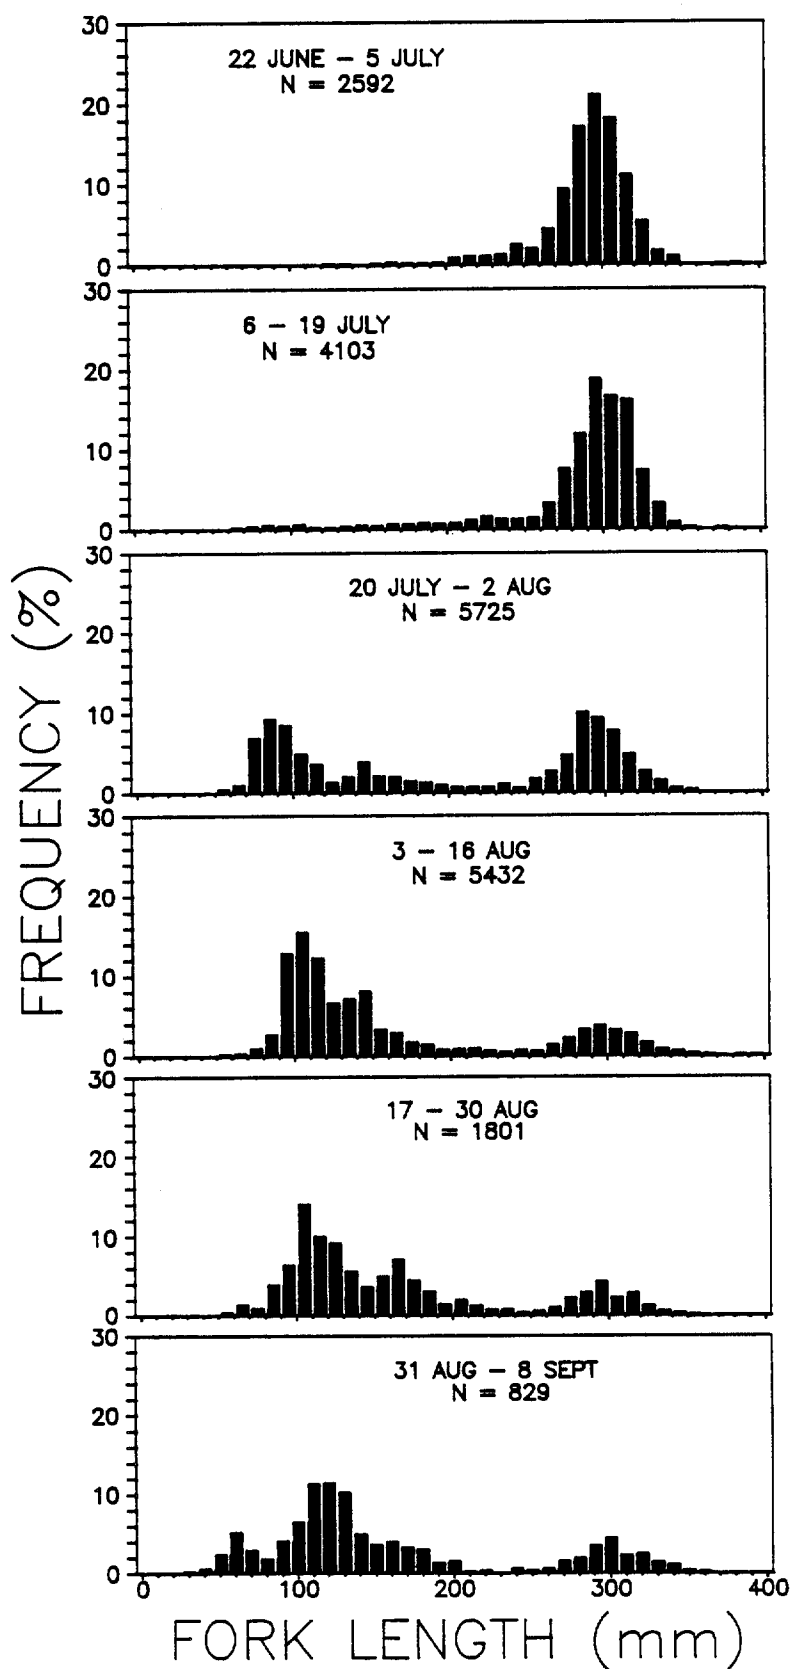 FREQUENCY (%)
30
20
10
0
22 JUNE – 5 JULY
N = 2592
30
20
10
0
6 – 19 JULY
N = 4103
30
20
10
0
20 JULY – 2 AUG
N = 5725
30
20
10
0
3 – 16 AUG
N = 5432
30
20
10
0
17 – 30 AUG
N = 1801
30
20
10
0
31 AUG – 8 SEPT
N = 829
0 100 200 300 400
FORK LENGTH (mm)